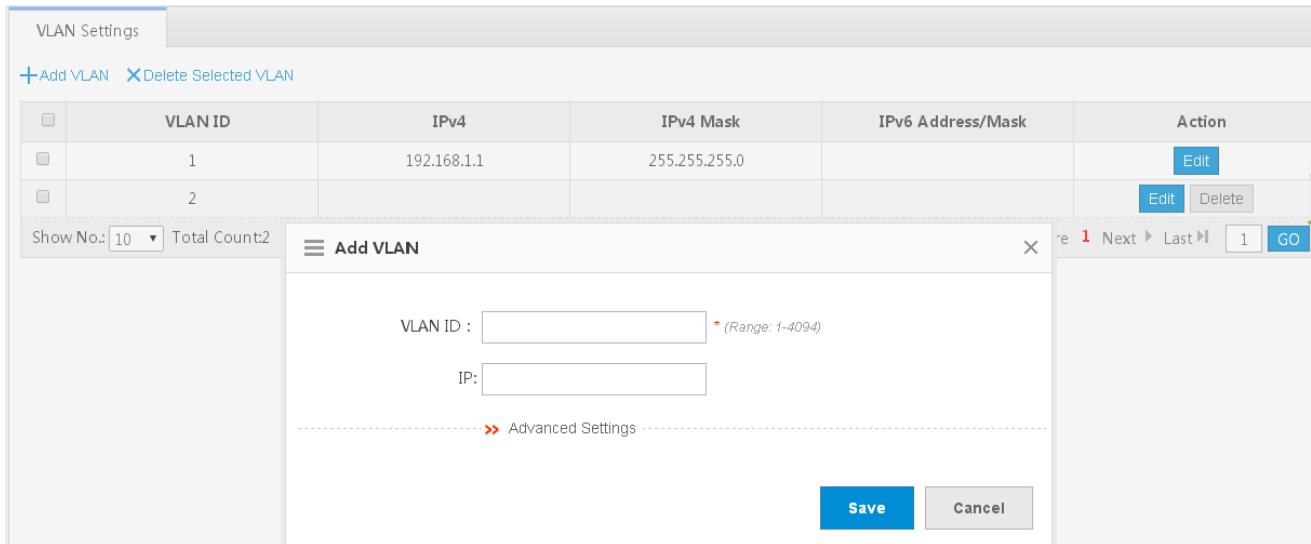 VLAN Settings
Add VLAN Delete Selected VLAN
VLAN ID IPv4 IPv4 Mask IPv6 Address/Mask Action
1 192.168.1.1 255.255.255.0 Edit
2 Edit Delete
Show No.: 10 Total Count:2 1 Next Last 1 GO
Add VLAN
VLAN ID : * (Range: 1-4094)
IP:
Advanced Settings
Save Cancel